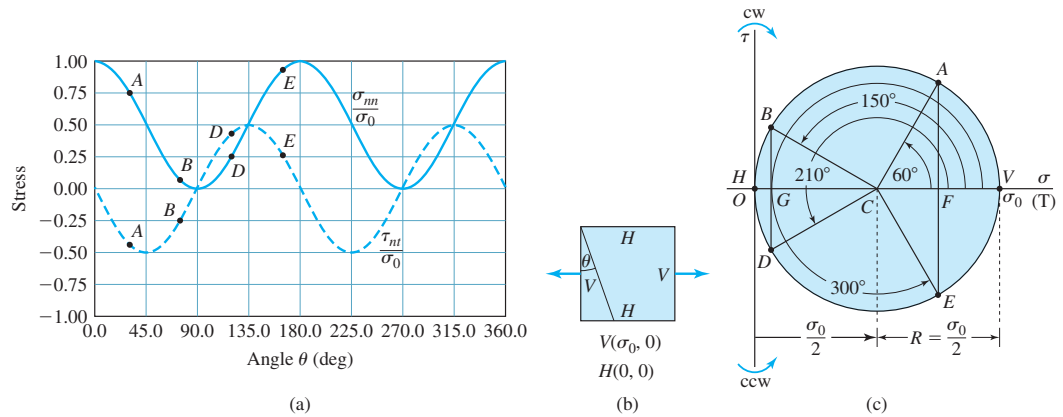 1.00
0.75
0.50
0.25
0.00
−0.25
−0.50
−0.75
−1.00
Stress
A
B
D
E
σnn/σ0
A
B
D
E
τnt/σ0
0.0 45.0 90.0 135.0 180.0 225.0 270.0 315.0 360.0
Angle θ (deg)
(a)
H
θ
V
V
H
V(σ0, 0)
H(0, 0)
(b)
cw
τ
A
B
150°
H
210°
60°
V
σ
O
G
C
F
σ0
(T)
D
300°
E
σ0/2
R = σ0/2
ccw
(c)